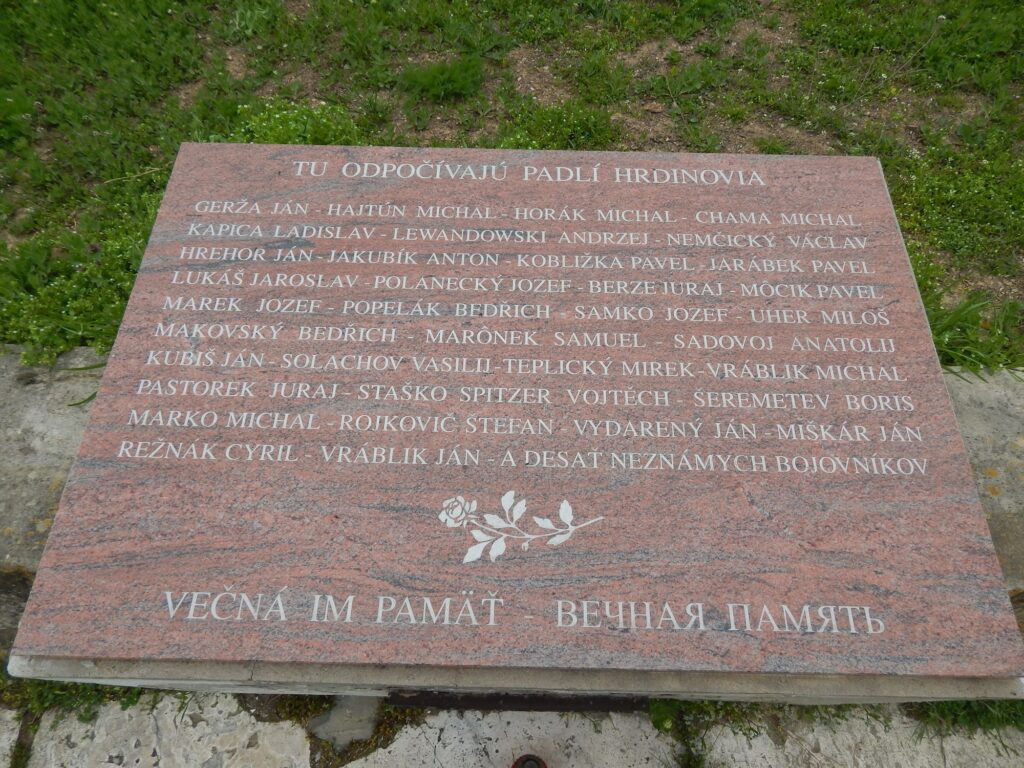 TU ODPOČÍVAJÚ PADLÍ HRDINOVIA
GERŽA JÁN - HAJTÚN MICHAL - HORÁK MICHAL - CHAMA MICHAL
KAPICA LADISLAV - LEWANDOWSKI ANDRZEJ - NEMČICKÝ VÁCLAV
HREHOR JÁN - JAKUBÍK ANTON - KOBLIŽKA PAVEL - JARÁBEK PAVEL
LUKÁŠ JAROSLAV - POLANECKÝ JOZEF - BERZE JURAJ - MÔCIK PAVEL
MAREK JOZEF - POPELÁK BEDŘICH - SAMKO JOZEF - UHER MILOŠ
MAKOVSKÝ BEDŘICH - MARÔNEK SAMUEL - SADOVOJ ANATOLIJ
KUBIŠ JÁN - SOLACHOV VASILIJ - TEPLICKÝ MIREK - VRÁBLIK MICHAL
PASTOREK JURAJ - STAŠKO SPITZER VOJTĚCH - ŠEREMETEV BORIS
MARKO MICHAL - ROJKOVIČ ŠTEFAN - VYDARENÝ JÁN - MIŠKÁR JÁN
REŽNAK CYRIL - VRÁBLIK JÁN - A DESAŤ NEZNÁMYCH BOJOVNÍKOV
VEČNÁ IM PAMÄŤ - ВЕЧНАЯ ПАМЯТЬ